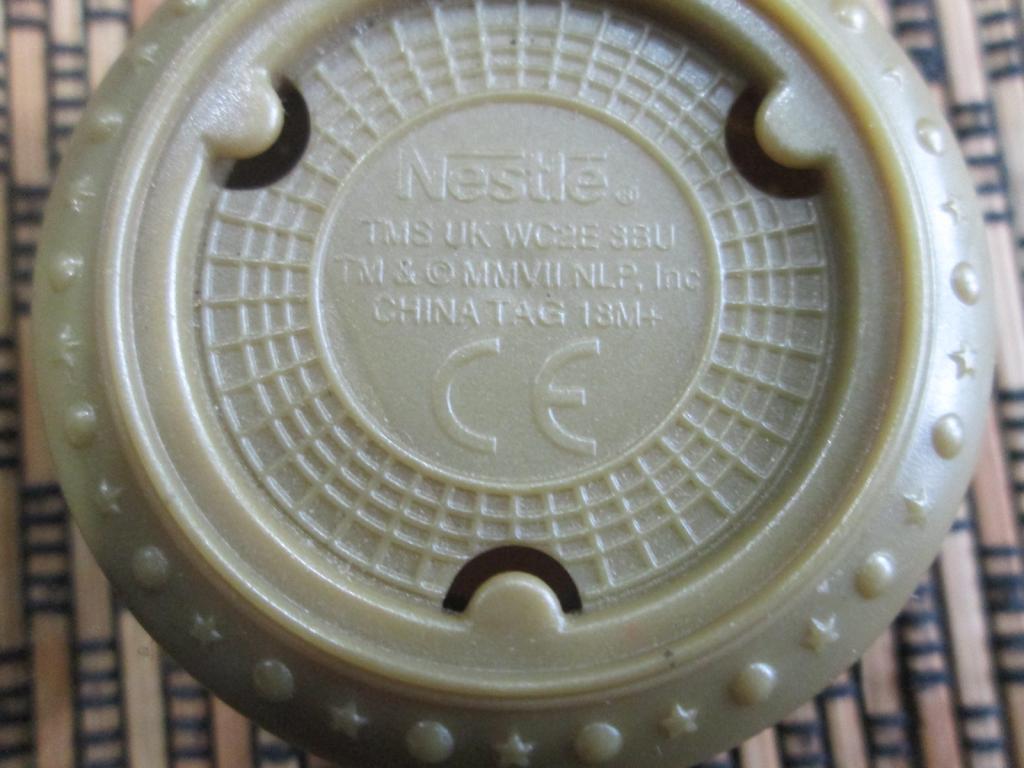 Nestlé®
TMS UK WC2E 8BU
TM & © MMVII NLP, Inc
CHINA TAG 18M+
CE